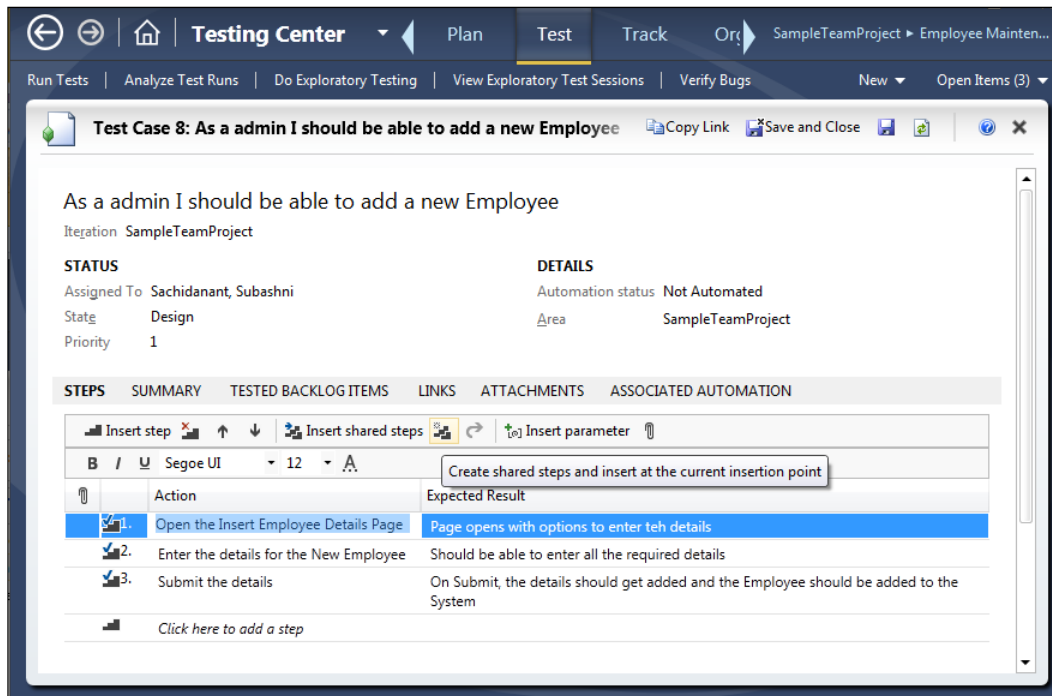 Testing Center Plan Test Track Org SampleTeamProject ▸ Employee Mainten...
Run Tests | Analyze Test Runs | Do Exploratory Testing | View Exploratory Test Sessions | Verify Bugs New Open Items (3)
Test Case 8: As a admin I should be able to add a new Employee Copy Link Save and Close
As a admin I should be able to add a new Employee
Iteration SampleTeamProject
STATUS DETAILS
Assigned To Sachidanant, Subashni Automation status Not Automated
State Design Area SampleTeamProject
Priority 1
STEPS SUMMARY TESTED BACKLOG ITEMS LINKS ATTACHMENTS ASSOCIATED AUTOMATION
Insert step Insert shared steps Insert parameter
B I U Segoe UI 12 A
Create shared steps and insert at the current insertion point
Action Expected Result
1. Open the Insert Employee Details Page Page opens with options to enter teh details
2. Enter the details for the New Employee Should be able to enter all the required details
3. Submit the details On Submit, the details should get added and the Employee should be added to the
System
Click here to add a step